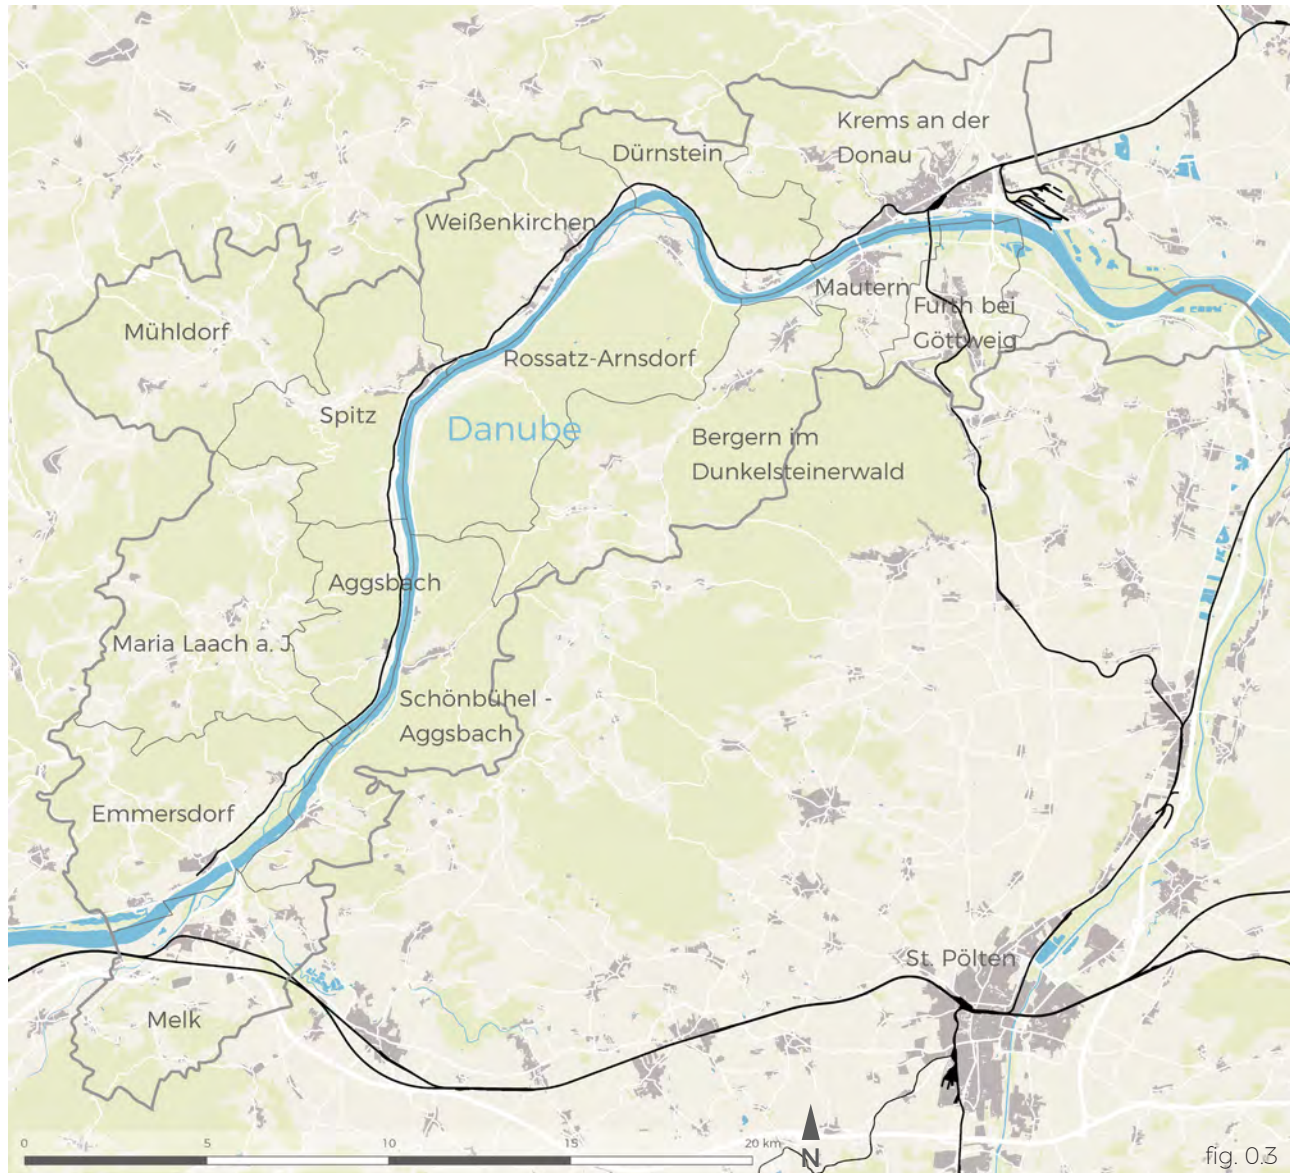 Krems an der
Donau
Dürnstein
Weißenkirchen
Mautern
Furth bei
Göttweig
Mühldorf
Rossatz-Arnsdorf
Spitz
Danube
Bergern im
Dunkelsteinerwald
Aggsbach
Maria Laach a. J.
Schönbühel -
Aggsbach
Emmersdorf
St. Pölten
Melk
0 5 10 15 20 km
N
fig. 0.3